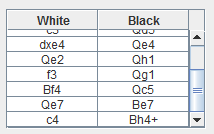 White Black
dxe4 Qe4
Qe2 Qh1
f3 Qg1
Bf4 Qc5
Qe7 Be7
c4 Bh4+